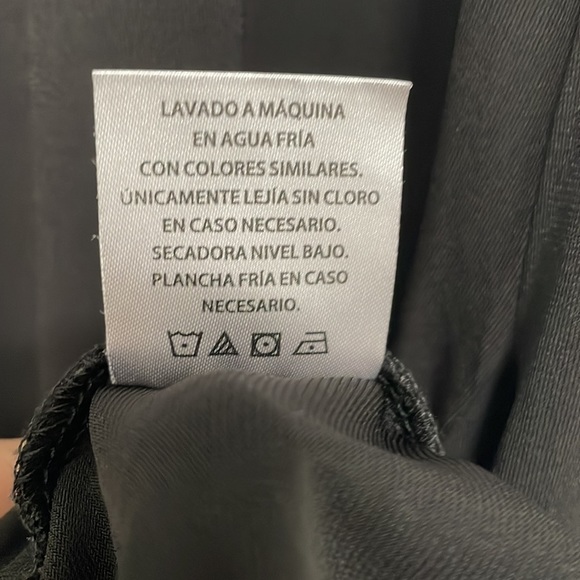 LAVADO A MÁQUINA
EN AGUA FRÍA
CON COLORES SIMILARES.
ÚNICAMENTE LEJÍA SIN CLORO
EN CASO NECESARIO.
SECADORA NIVEL BAJO.
PLANCHA FRÍA EN CASO
NECESARIO.